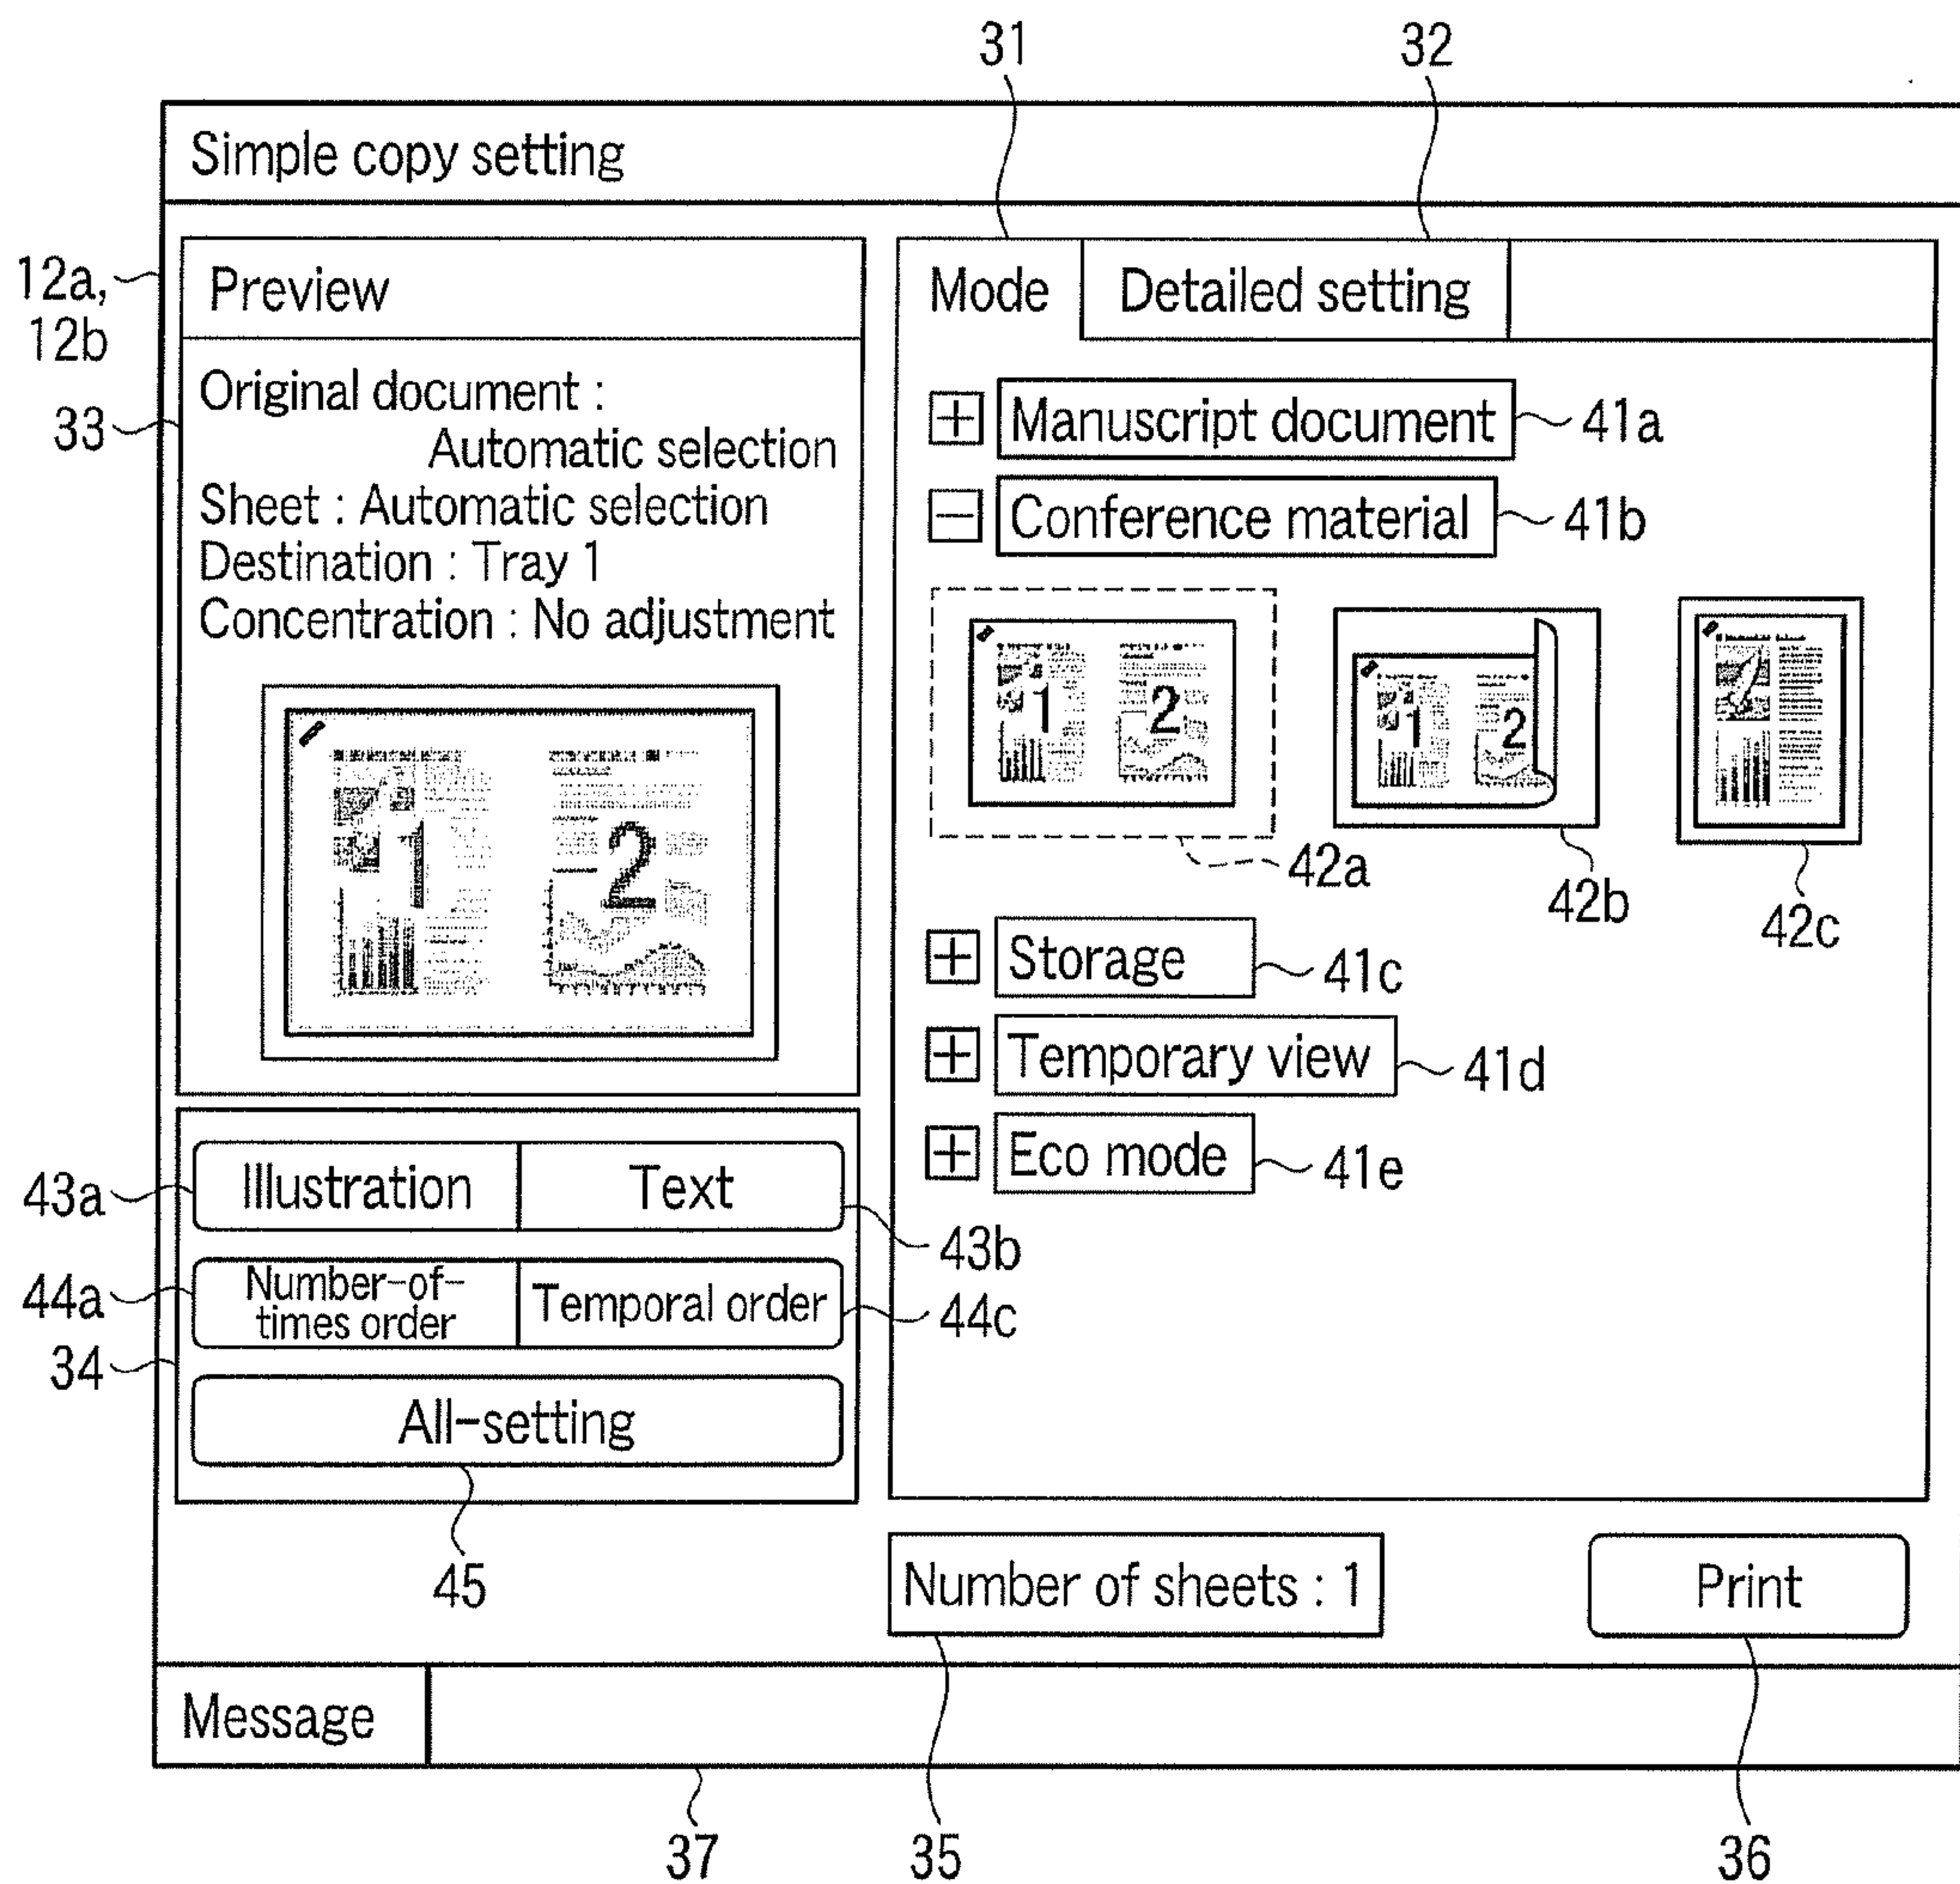 31
32
Simple copy setting
12a,
12b
Preview
Mode
Detailed setting
Original document :
Automatic selection
33
Sheet : Automatic selection
Destination : Tray 1
Concentration : No adjustment
1
2
+ Manuscript document
41a
− Conference material
41b
1
2
42a
1
2
42b
42c
+ Storage
41c
+ Temporary view
41d
+ Eco mode
41e
43a
Illustration
Text
43b
44a
Number-of-
times order
Temporal order
44c
34
All-setting
45
Number of sheets : 1
Print
Message
37
35
36